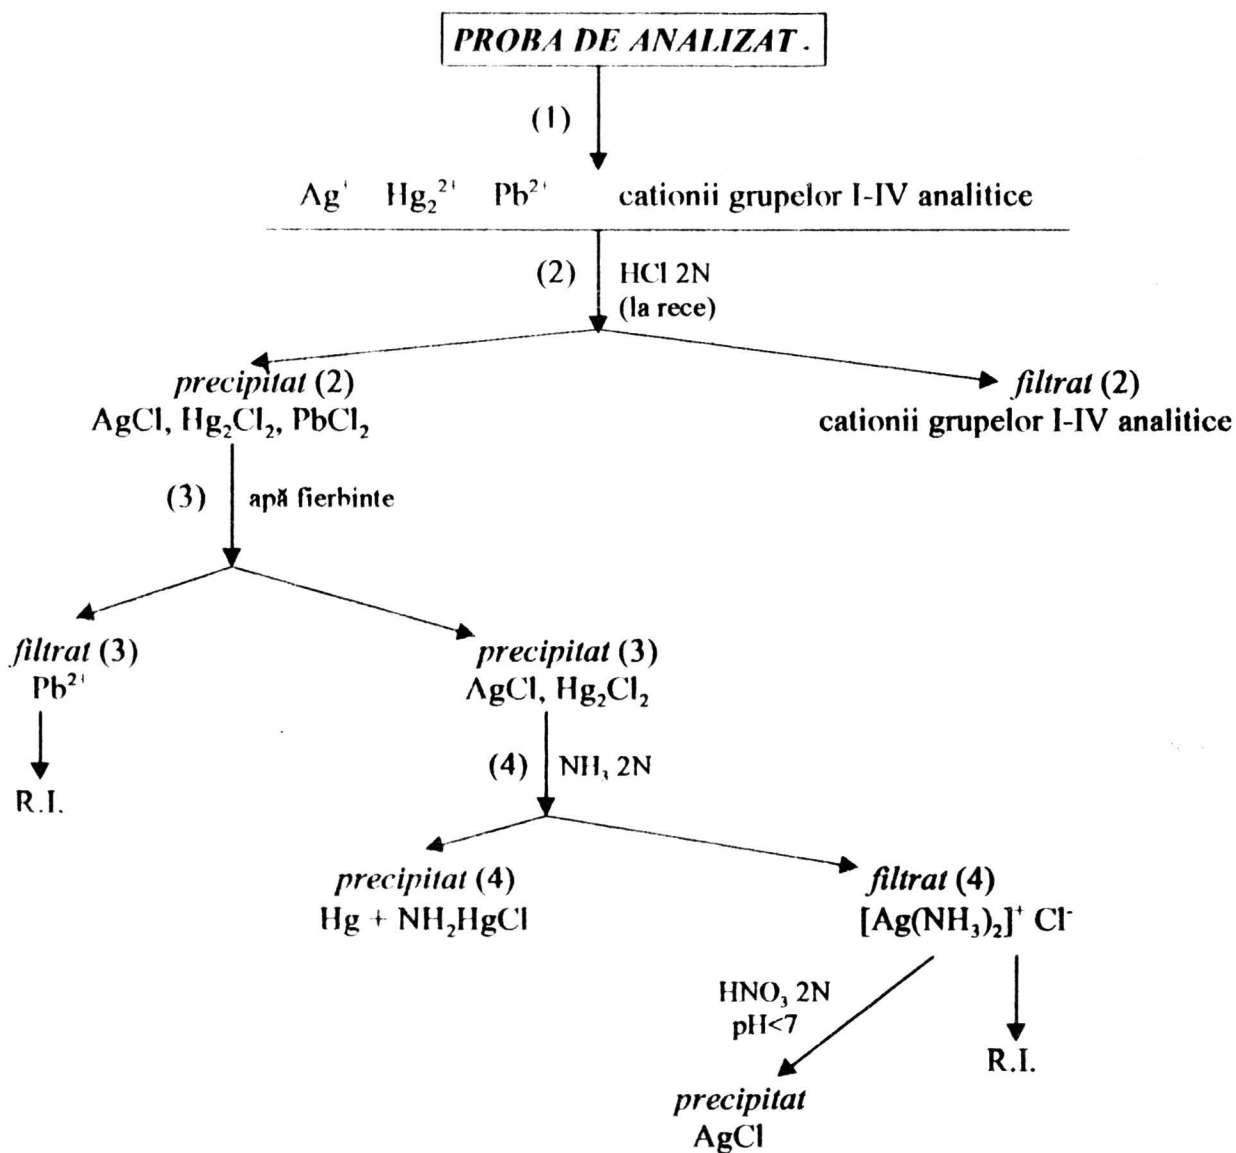 PROBA DE ANALIZAT.
(1)
Ag⁺ Hg₂²⁺ Pb²⁺ cationii grupelor I-IV analitice
(2) HCl 2N
(la rece)
precipitat (2)
AgCl, Hg₂Cl₂, PbCl₂
filtrat (2)
cationii grupelor I-IV analitice
(3) apă fierbinte
filtrat (3)
Pb²⁺
R.I.
precipitat (3)
AgCl, Hg₂Cl₂
(4) NH₃ 2N
precipitat (4)
Hg + NH₂HgCl
filtrat (4)
[Ag(NH₃)₂]⁺ Cl⁻
HNO₃ 2N
pH<7
R.I.
precipitat
AgCl